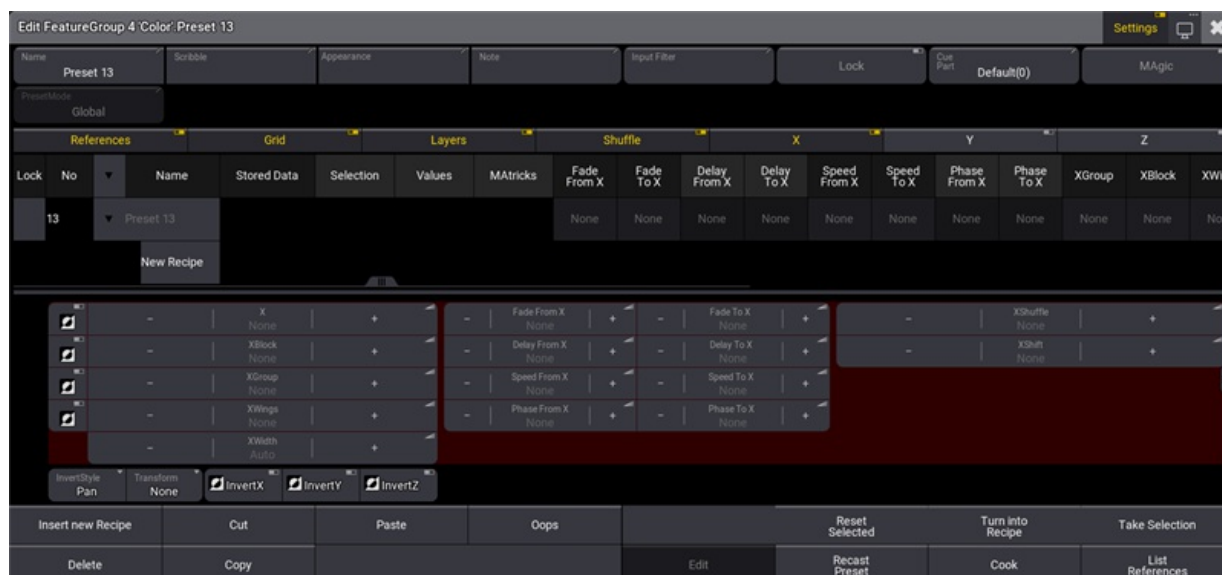 Edit FeatureGroup 4 'Color'.Preset 13
Settings
Name
Preset 13
Scribble
Appearance
Note
Input Filter
Lock
Cue Part
Default(0)
MAgic
PresetMode
Global
References
Grid
Layers
Shuffle
X
Y
Z
Lock No Name Stored Data Selection Values MAtricks Fade From X Fade To X Delay From X Delay To X Speed From X Speed To X Phase From X Phase To X XGroup XBlock XWi
13 Preset 13 None None None None None None None None None None No
New Recipe
- X None + - Fade From X None + - Fade To X None + - XShuffle None +
- XBlock None + - Delay From X None + - Delay To X None + - XShift None +
- XGroup None + - Speed From X None + - Speed To X None +
- XWings None + - Phase From X None + - Phase To X None +
- XWidth Auto +
InvertStyle
Pan
Transform
None
InvertX
InvertY
InvertZ
Insert new Recipe
Cut
Paste
Oops
Reset Selected
Turn into Recipe
Take Selection
Delete
Copy
Edit
Recast Preset
Cook
List References